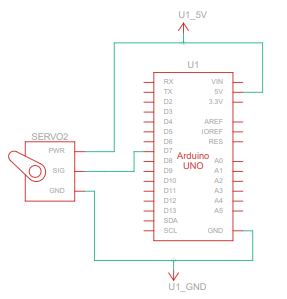 U1_5V
U1
RX VIN
TX 5V
D2 3.3V
D3
D4 AREF
D5 IOREF
D6 RES
D7
D8 A0
D9 A1
D10 A2
D11 A3
D12 A4
D13 A5
SDA
SCL GND
Arduino
UNO
SERVO2
PWR
SIG
GND
U1_GND